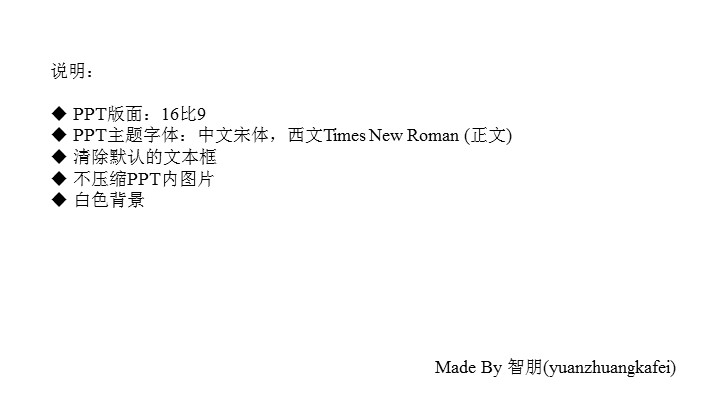 说明：
◆ PPT版面：16比9
◆ PPT主题字体：中文宋体，西文Times New Roman (正文)
◆ 清除默认的文本框
◆ 不压缩PPT内图片
◆ 白色背景
Made By 智朋(yuanzhuangkafei)